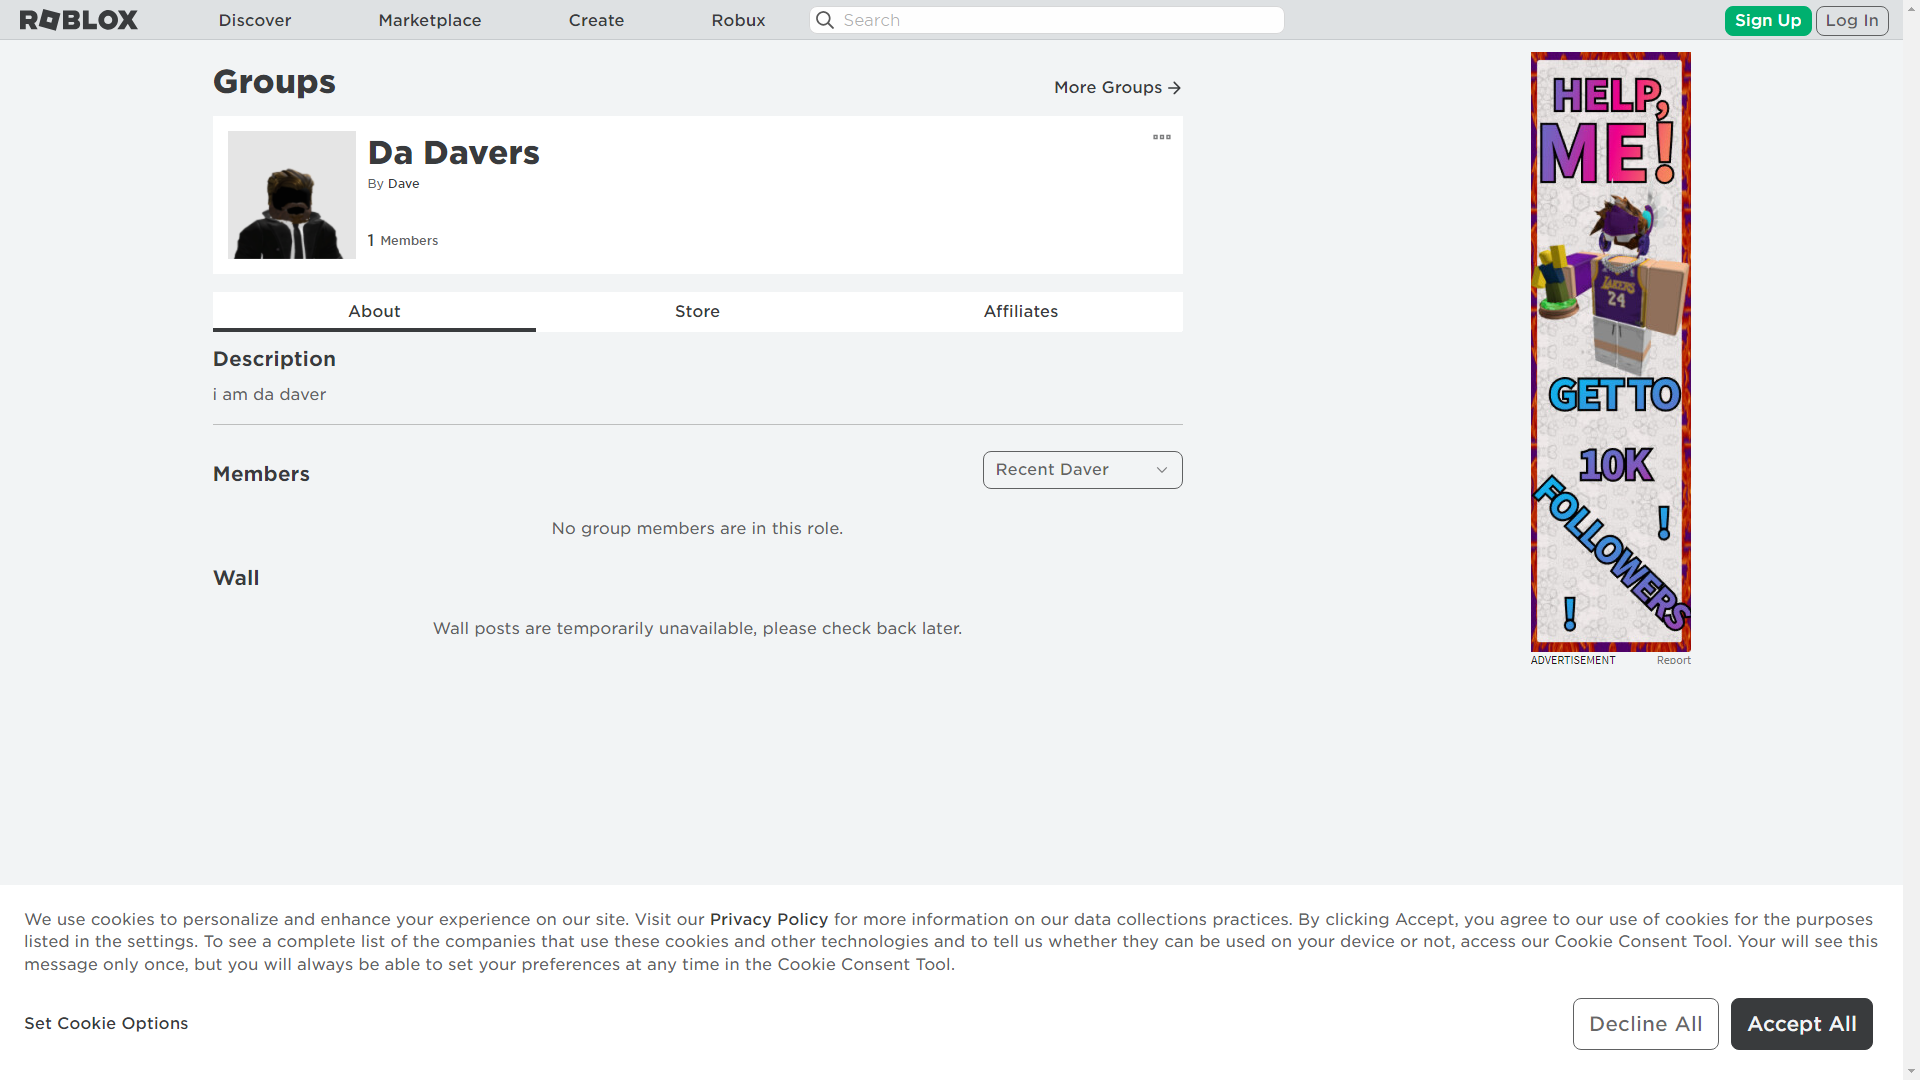 ROBLOX
Discover
Marketplace
Create
Robux
Search
Sign Up
Log In
Groups
More Groups
Da Davers
By Dave
1 Members
About
Store
Affiliates
Description
i am da daver
Members
Recent Daver
No group members are in this role.
Wall
Wall posts are temporarily unavailable, please check back later.
HELP,
ME!
LAKERS
24
GET TO
10K
FOLLOWERS
!
!
ADVERTISEMENT
Report
We use cookies to personalize and enhance your experience on our site. Visit our Privacy Policy for more information on our data collections practices. By clicking Accept, you agree to our use of cookies for the purposes
listed in the settings. To see a complete list of the companies that use these cookies and other technologies and to tell us whether they can be used on your device or not, access our Cookie Consent Tool. Your will see this
message only once, but you will always be able to set your preferences at any time in the Cookie Consent Tool.
Set Cookie Options
Decline All
Accept All